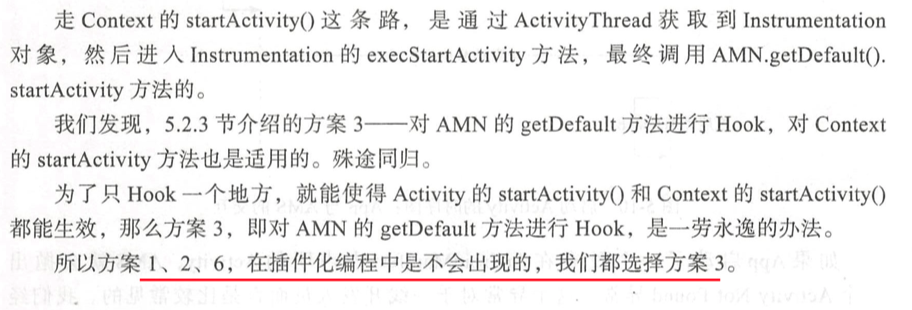 走 Context 的 startActivity() 这条路，是通过 ActivityThread 获取到 Instrumentation
对象，然后进入 Instrumentation 的 execStartActivity 方法，最终调用 AMN.getDefault().
startActivity 方法的。
我们发现，5.2.3 节介绍的方案 3——对 AMN 的 getDefault 方法进行 Hook，对 Context
的 startActivity 方法也是适用的。殊途同归。
为了只 Hook 一个地方，就能使得 Activity 的 startActivity() 和 Context 的 startActivity()
都能生效，那么方案 3，即对 AMN 的 getDefault 方法进行 Hook，是一劳永逸的办法。
所以方案 1、2、6，在插件化编程中是不会出现的，我们都选择方案 3。